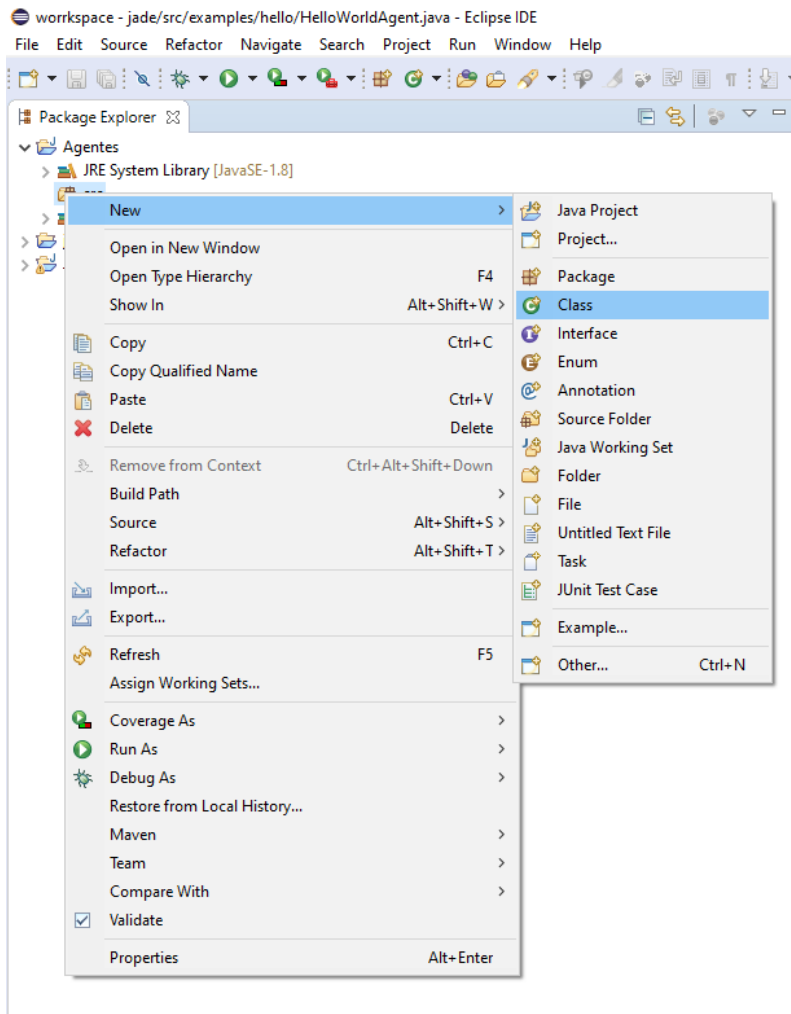 worrkspace - jade/src/examples/hello/HelloWorldAgent.java - Eclipse IDE
File Edit Source Refactor Navigate Search Project Run Window Help
Package Explorer
Agentes
JRE System Library [JavaSE-1.8]
New
Open in New Window
Open Type Hierarchy F4
Show In Alt+Shift+W >
Copy Ctrl+C
Copy Qualified Name
Paste Ctrl+V
Delete Delete
Remove from Context Ctrl+Alt+Shift+Down
Build Path
Source Alt+Shift+S >
Refactor Alt+Shift+T >
Import...
Export...
Refresh F5
Assign Working Sets...
Coverage As
Run As
Debug As
Restore from Local History...
Maven
Team
Compare With
Validate
Properties Alt+Enter
Java Project
Project...
Package
Class
Interface
Enum
Annotation
Source Folder
Java Working Set
Folder
File
Untitled Text File
Task
JUnit Test Case
Example...
Other... Ctrl+N